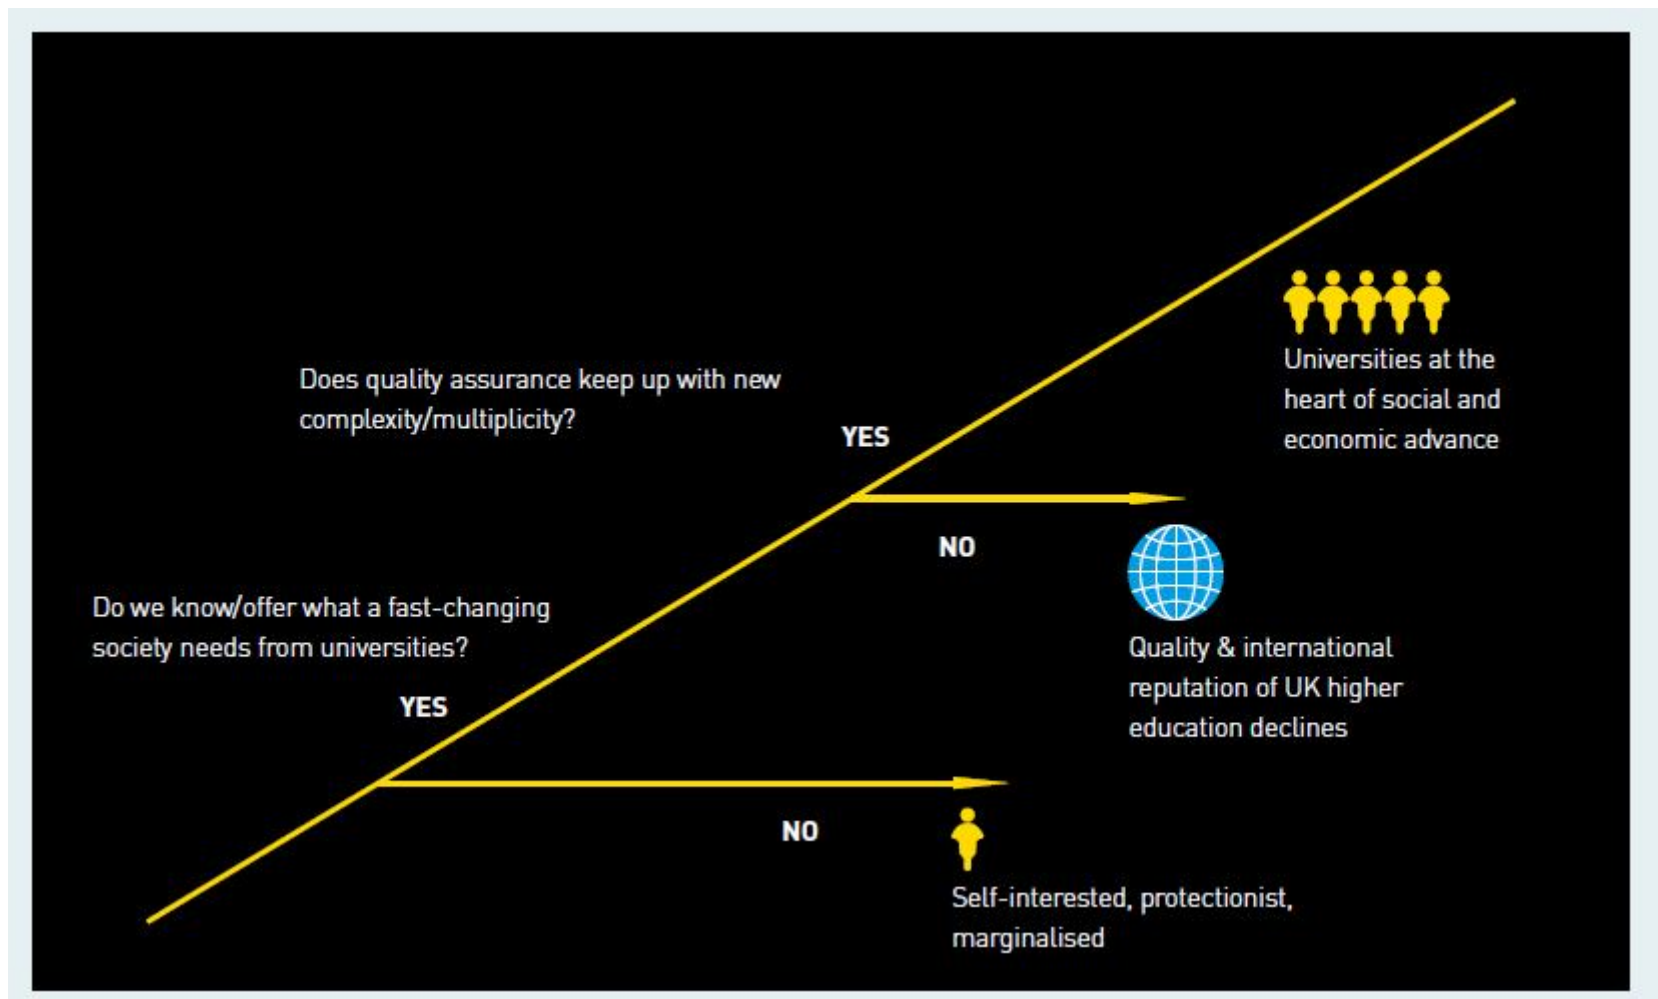 Universities at the
heart of social and
economic advance
Does quality assurance keep up with new
complexity/multiplicity?
YES
NO
Quality & international
reputation of UK higher
education declines
Do we know/offer what a fast-changing
society needs from universities?
YES
NO
Self-interested, protectionist,
marginalised